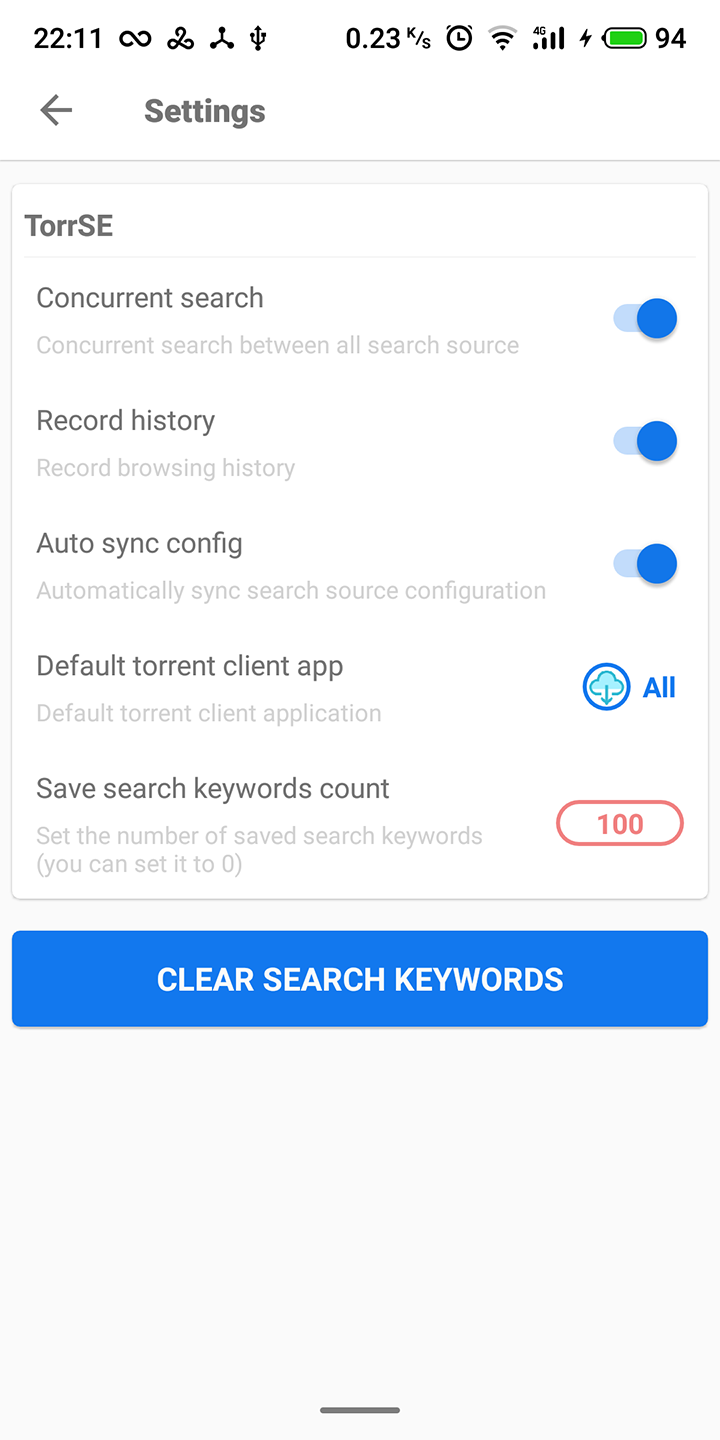 22:11 0.23 K/s 4G 94
Settings
TorrSE
Concurrent search
Concurrent search between all search source
Record history
Record browsing history
Auto sync config
Automatically sync search source configuration
Default torrent client app
Default torrent client application
All
Save search keywords count
Set the number of saved search keywords
(you can set it to 0)
100
CLEAR SEARCH KEYWORDS